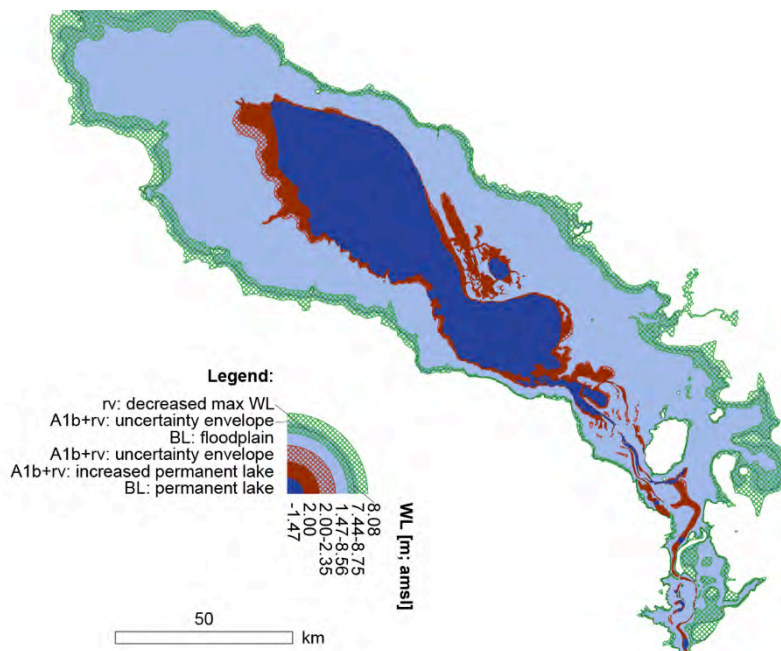 Legend:
rv: decreased max WL
A1b+rv: uncertainty envelope
BL: floodplain
A1b+rv: uncertainty envelope
A1b+rv: increased permanent lake
BL: permanent lake
-1.47
2.00
2.00-2.35
1.47-8.56
7.44-8.75
8.08
WL [m; amsl]
50
km